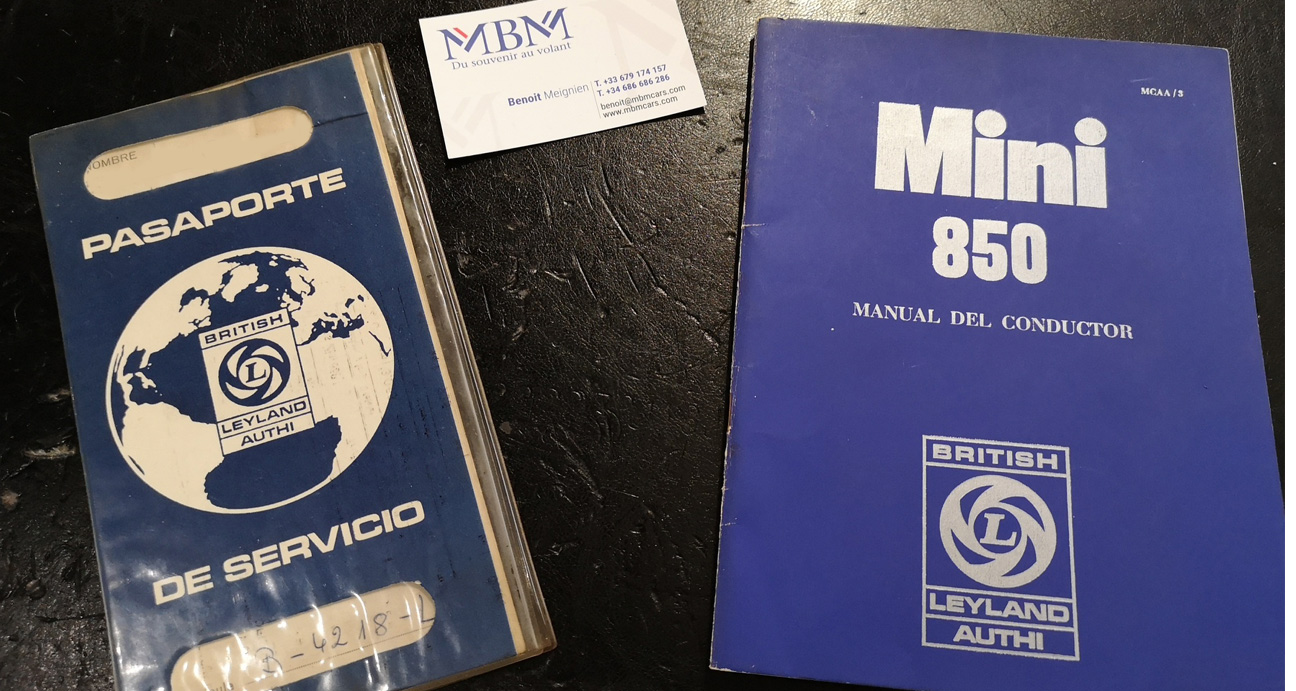 NOMBRE
PASAPORTE
BRITISH
L
LEYLAND
AUTHI
DE SERVICIO
B-4218-L
MBM
Du souvenir au volant
Benoit Meignien
T. +33 679 174 157
T. +34 686 686 286
benoit@mbmcars.com
www.mbmcars.com
MCAA/3
Mini
850
MANUAL DEL CONDUCTOR
BRITISH
L
LEYLAND
AUTHI